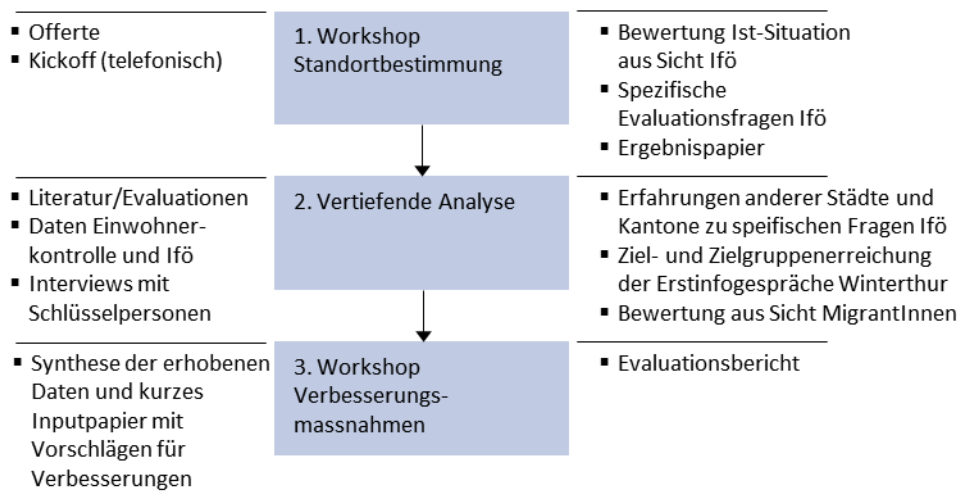 ▪ Offerte
▪ Kickoff (telefonisch)
1. Workshop
Standortbestimmung
▪ Bewertung Ist-Situation
aus Sicht Ifö
▪ Spezifische
Evaluationsfragen Ifö
▪ Ergebnispapier
▪ Literatur/Evaluationen
▪ Daten Einwohner-
kontrolle und Ifö
▪ Interviews mit
Schlüsselpersonen
2. Vertiefende Analyse
▪ Erfahrungen anderer Städte und
Kantone zu speifischen Fragen Ifö
▪ Ziel- und Zielgruppenerreichung
der Erstinfogespräche Winterthur
▪ Bewertung aus Sicht MigrantInnen
▪ Synthese der erhobenen
Daten und kurzes
Inputpapier mit
Vorschlägen für
Verbesserungen
3. Workshop
Verbesserungs-
massnahmen
▪ Evaluationsbericht